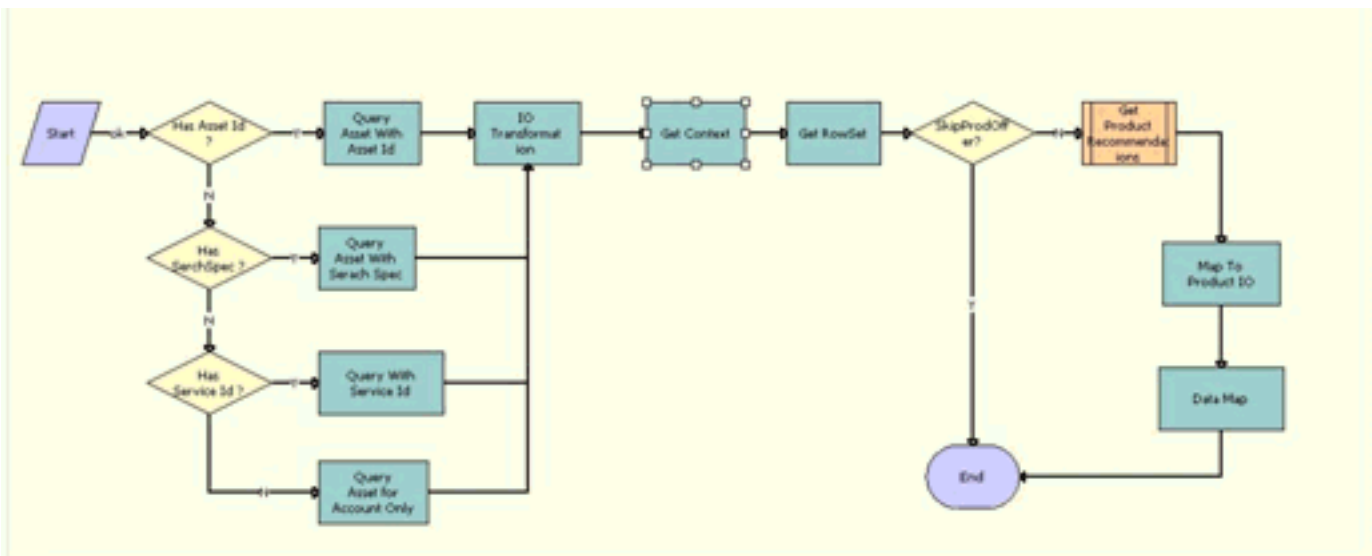 Start
ok
Has Asset Id
?
Y
Query
Asset With
Asset Id
IO
Transformat
ion
Get Context
Get RowSet
SkipProdOff
er?
N
Get
Product
Recommendat
ions
N
Has
SerchSpec ?
Y
Query
Asset With
Serach Spec
Map To
Product IO
N
Y
Has
Service Id ?
Y
Query With
Service Id
Data Map
N
Query
Asset for
Account Only
End